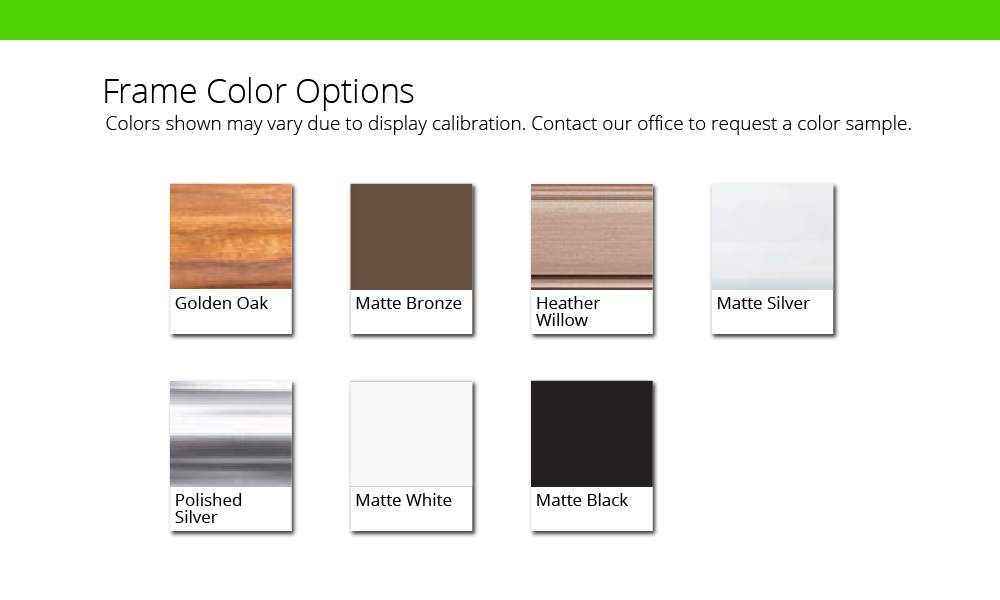 Frame Color Options
Colors shown may vary due to display calibration. Contact our office to request a color sample.
Golden Oak
Matte Bronze
Heather
Willow
Matte Silver
Polished
Silver
Matte White
Matte Black